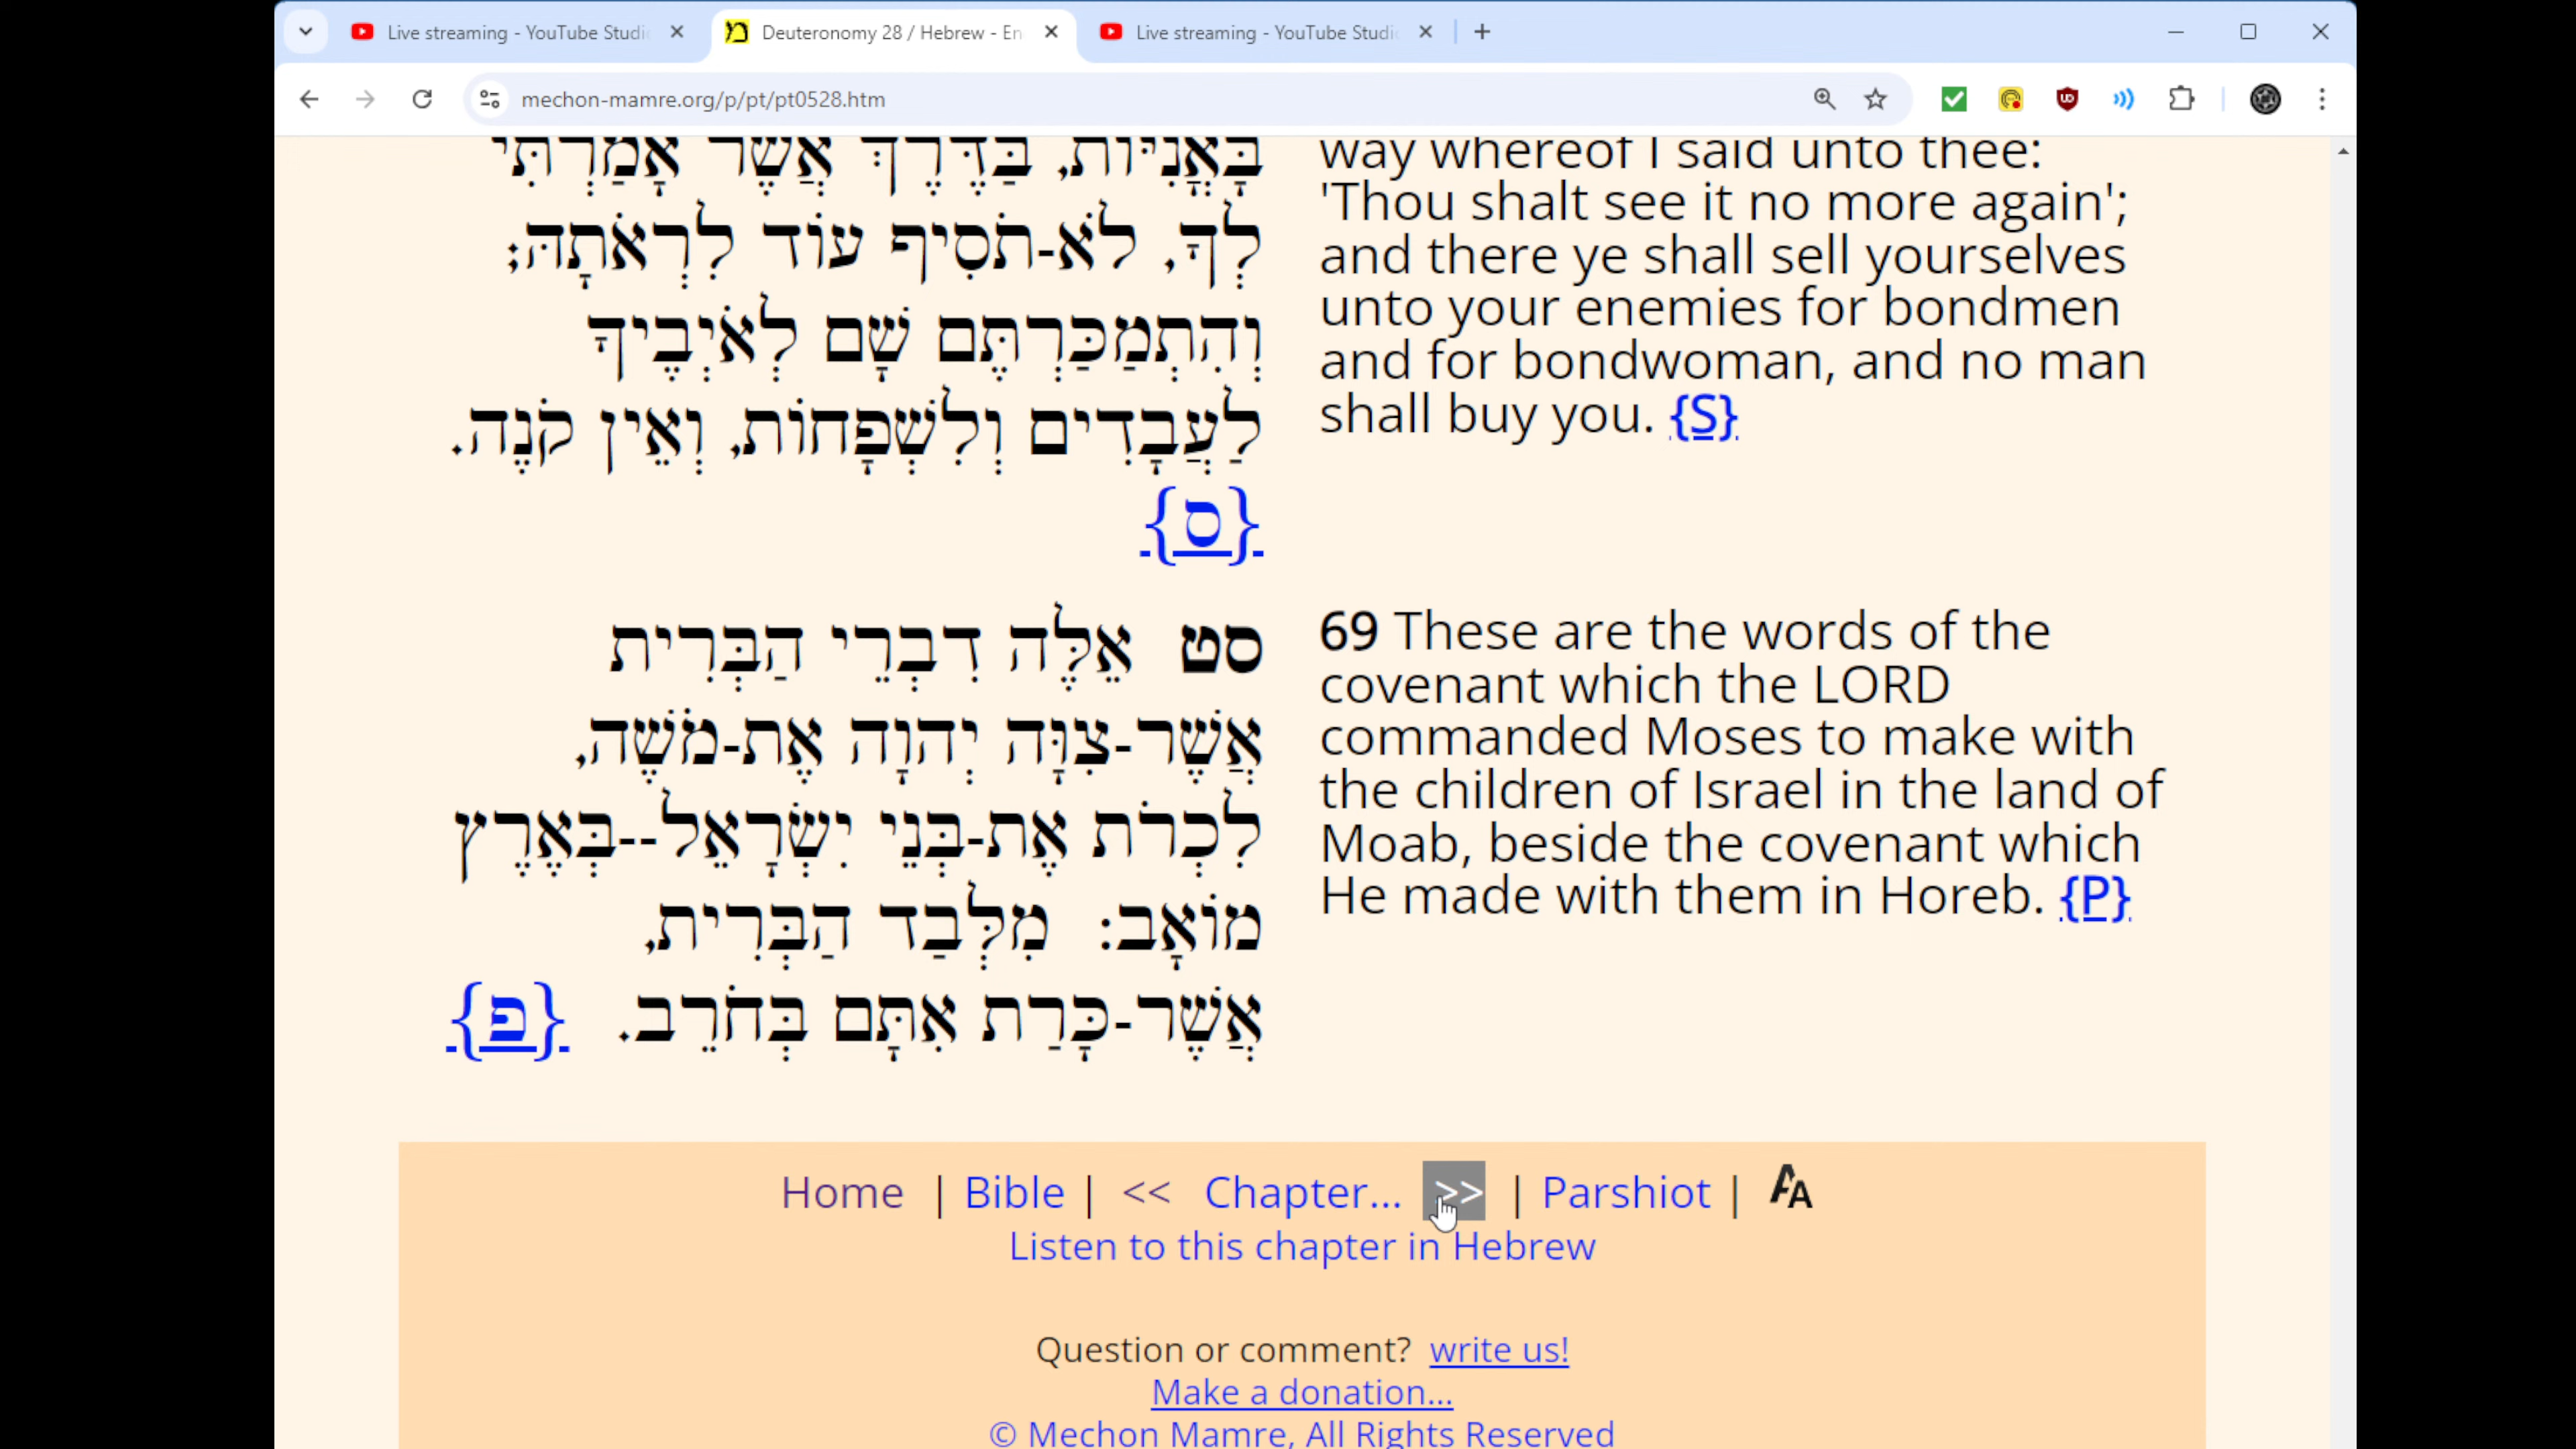 Live streaming - YouTube Studi
Deuteronomy 28 / Hebrew - En
Live streaming - YouTube Studi
mechon-mamre.org/p/pt/pt0528.htm
בָּאֳנִיּוֹת, בַּדֶּרֶךְ אֲשֶׁר אָמַרְתִּי
לְךָ, לֹא-תֹסִיף עוֹד לִרְאֹתָהּ;
וְהִתְמַכַּרְתֶּם שָׁם לְאֹיְבֶיךָ
לַעֲבָדִים וְלִשְׁפָחוֹת, וְאֵין קֹנֶה.
{ס}
way whereof I said unto thee:
'Thou shalt see it no more again';
and there ye shall sell yourselves
unto your enemies for bondmen
and for bondwoman, and no man
shall buy you. {S}
סט אֵלֶּה דִבְרֵי הַבְּרִית
אֲשֶׁר-צִוָּה יְהוָה אֶת-מֹשֶׁה,
לִכְרֹת אֶת-בְּנֵי יִשְׂרָאֵל--בְּאֶרֶץ
מוֹאָב: מִלְּבַד הַבְּרִית,
אֲשֶׁר-כָּרַת אִתָּם בְּחֹרֵב. {פ}
69 These are the words of the
covenant which the LORD
commanded Moses to make with
the children of Israel in the land of
Moab, beside the covenant which
He made with them in Horeb. {P}
Home | Bible | << Chapter... >> | Parshiot | AA
Listen to this chapter in Hebrew
Question or comment? write us!
Make a donation...
© Mechon Mamre, All Rights Reserved